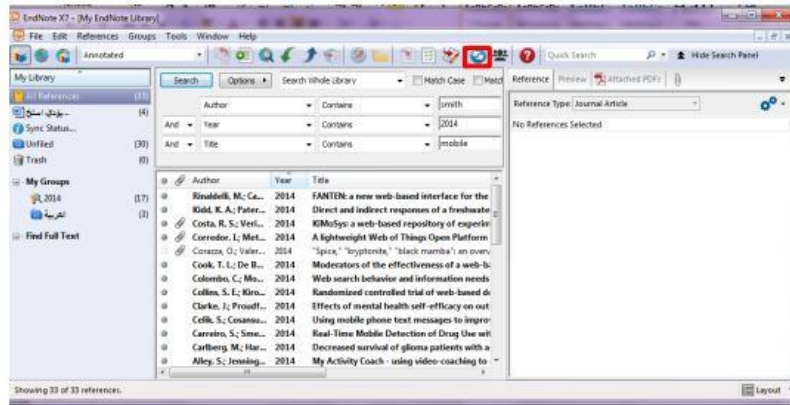 EndNote X7 - [My EndNote Library]
File Edit References Groups Tools Window Help
Annotated
Quick Search
Hide Search Panel
My Library
Search Options Search Whole Library Match Case Match
Reference Preview Attached PDFs
All References (33)
Author Contains smith
Reference Type: Journal Article
(4)
And Year Contains 2014
No References Selected
Sync Status...
Unfiled (30)
And Title Contains mobile
Trash (0)
My Groups
Author Year Title
2014 (17)
Rinaldelli, M.; Ca... 2014 FANTEN: a new web-based interface for the
التربية (3)
Kidd, K. A.; Pater... 2014 Direct and indirect responses of a freshwate
Costa, R. S.; Veri... 2014 KiMoSys: a web-based repository of experim
Find Full Text
Corredor, I.; Met... 2014 A lightweight Web of Things Open Platform
Corazza, O.; Valer... 2014 "Spice," "kryptonite," "black mamba": an overv
Cook, T. L.; De B... 2014 Moderators of the effectiveness of a web-b
Colombo, C.; Mo... 2014 Web search behavior and information needs
Collins, S. E.; Kiro... 2014 Randomized controlled trial of web-based d
Clarke, J.; Proudf... 2014 Effects of mental health self-efficacy on out
Celik, S.; Cosansu... 2014 Using mobile phone text messages to impro
Carreiro, S.; Sme... 2014 Real-Time Mobile Detection of Drug Use wit
Carlberg, M.; Har... 2014 Decreased survival of glioma patients with a
Alley, S.; Jenning... 2014 My Activity Coach - using video-coaching to
Showing 33 of 33 references.
Layout